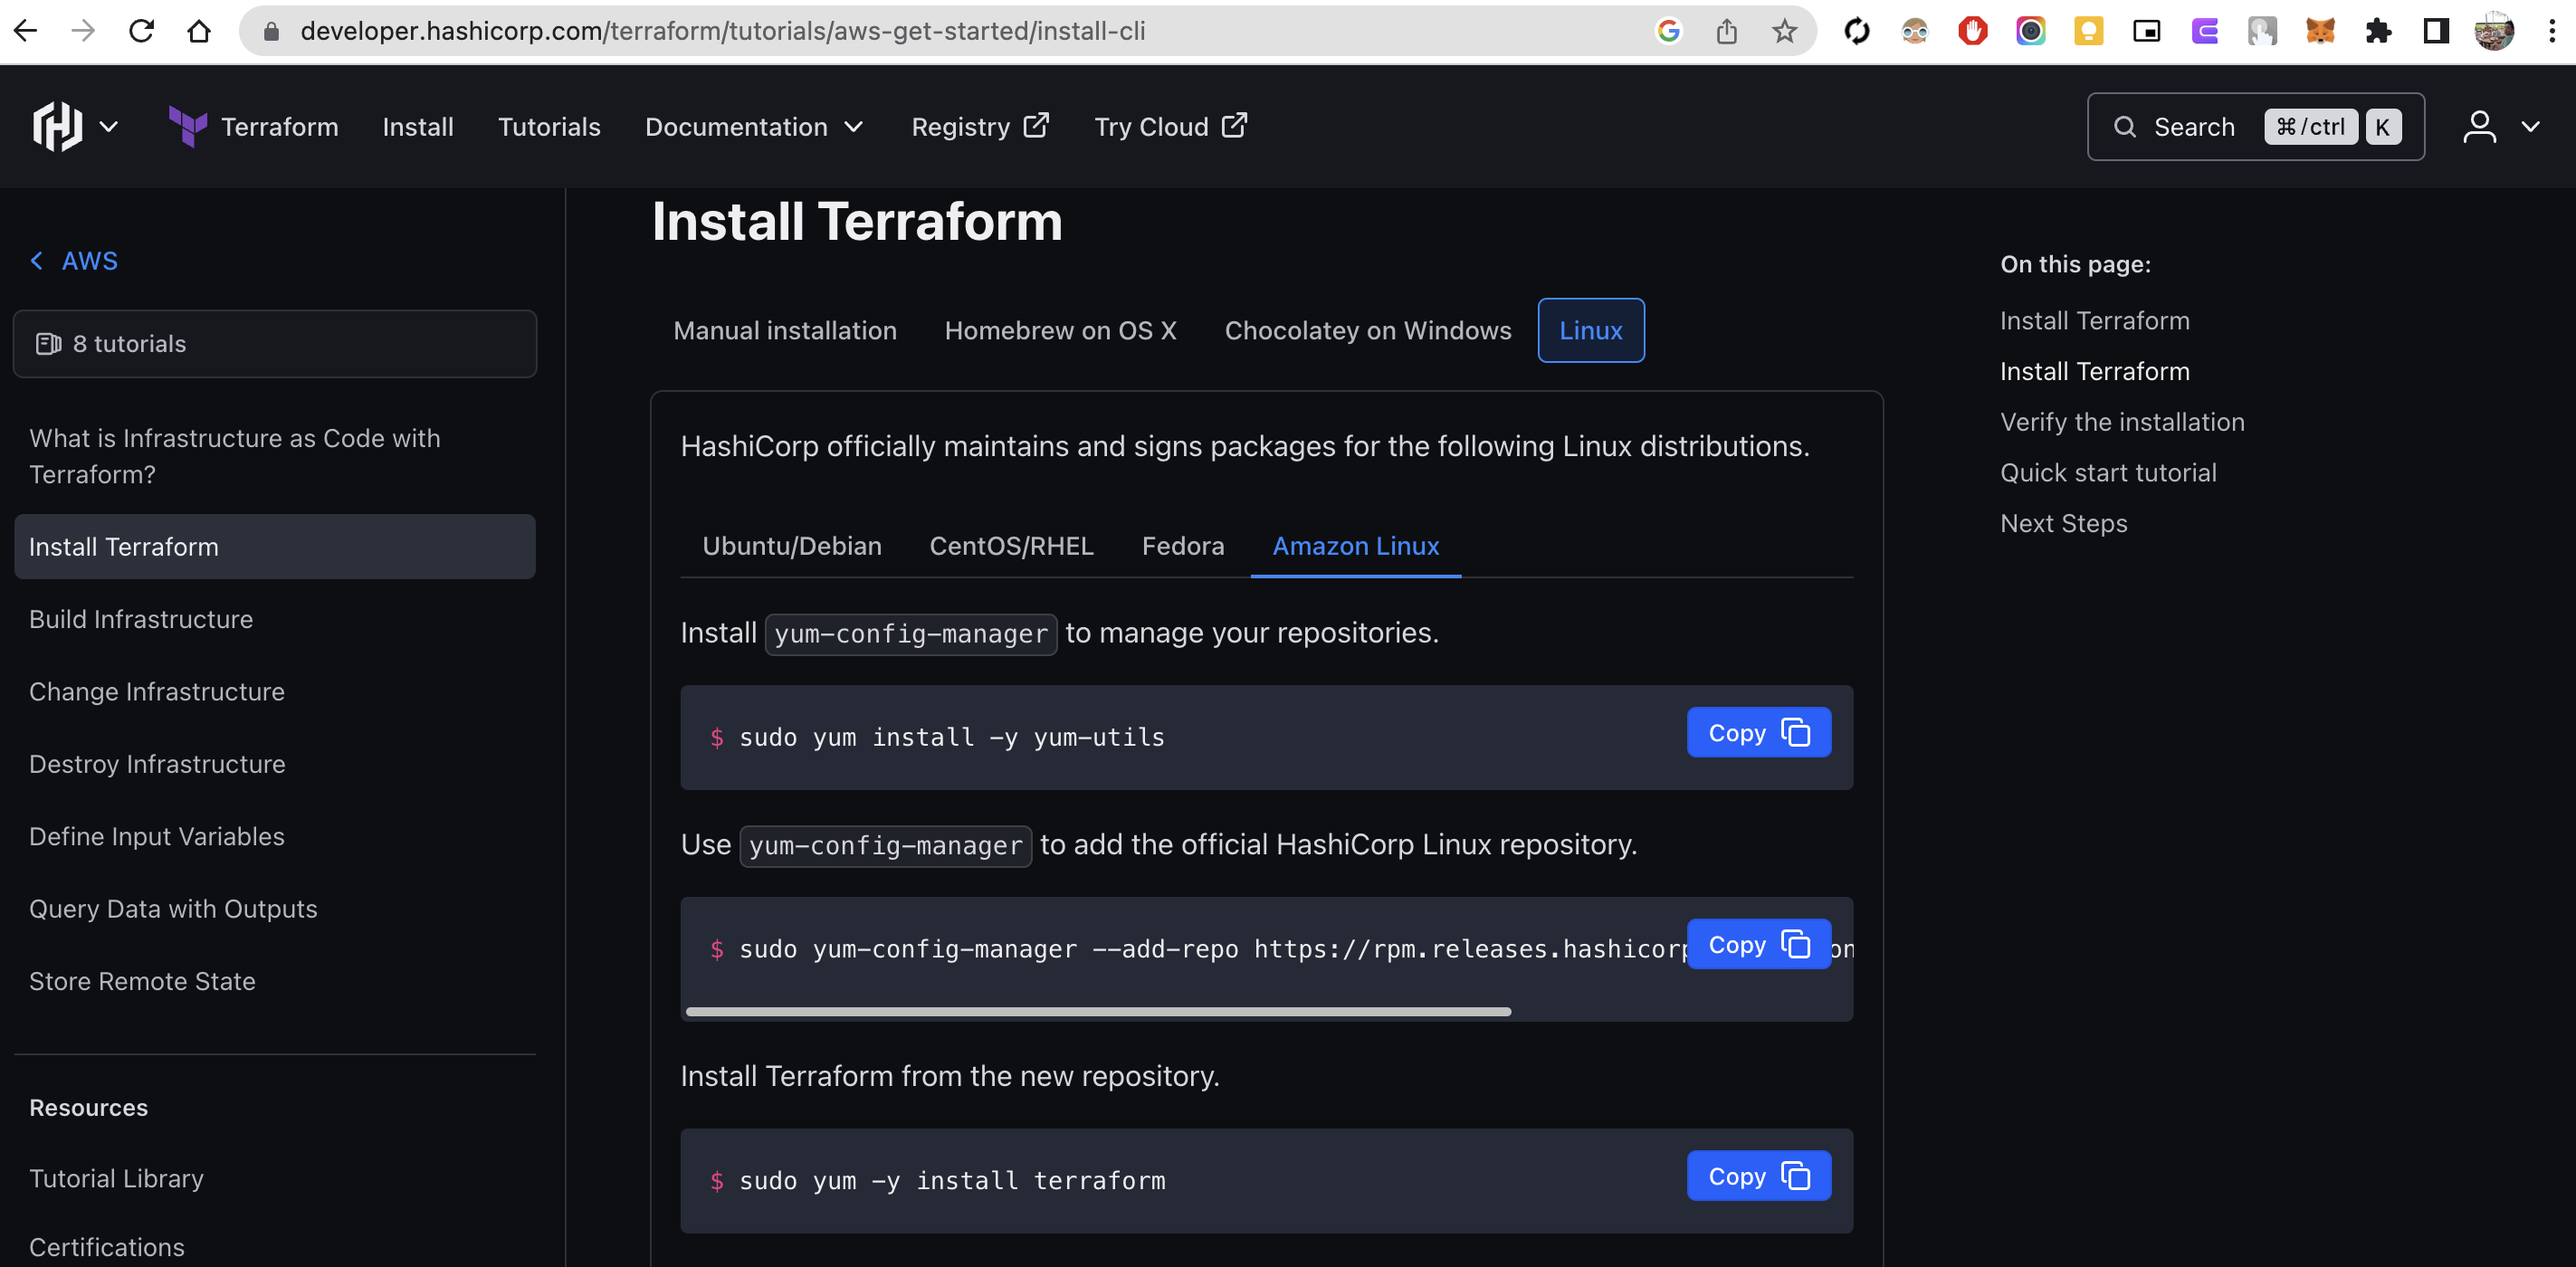 developer.hashicorp.com/terraform/tutorials/aws-get-started/install-cli
Terraform
Install
Tutorials
Documentation
Registry
Try Cloud
Search
⌘/ctrl
K
AWS
8 tutorials
What is Infrastructure as Code with
Terraform?
Install Terraform
Build Infrastructure
Change Infrastructure
Destroy Infrastructure
Define Input Variables
Query Data with Outputs
Store Remote State
Resources
Tutorial Library
Certifications
Install Terraform
Manual installation
Homebrew on OS X
Chocolatey on Windows
Linux
HashiCorp officially maintains and signs packages for the following Linux distributions.
Ubuntu/Debian
CentOS/RHEL
Fedora
Amazon Linux
Install yum-config-manager to manage your repositories.
$ sudo yum install -y yum-utils
Copy
Use yum-config-manager to add the official HashiCorp Linux repository.
$ sudo yum-config-manager --add-repo https://rpm.releases.hashicorp
Copy
Install Terraform from the new repository.
$ sudo yum -y install terraform
Copy
On this page:
Install Terraform
Install Terraform
Verify the installation
Quick start tutorial
Next Steps